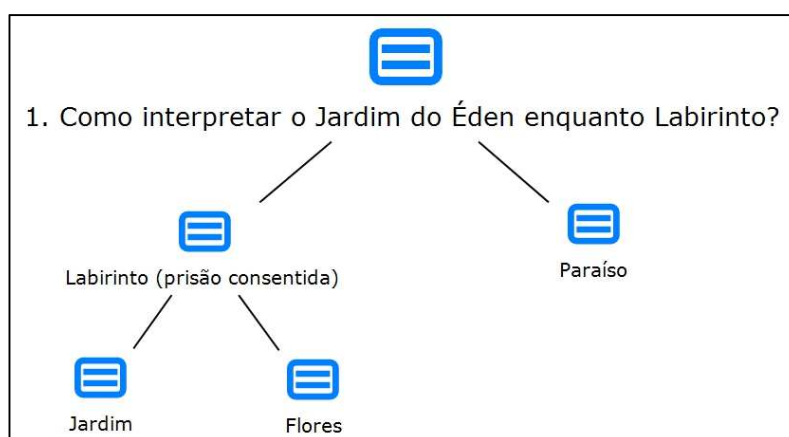 1. Como interpretar o Jardim do Éden enquanto Labirinto?
Labirinto (prisão consentida)
Paraíso
Jardim
Flores